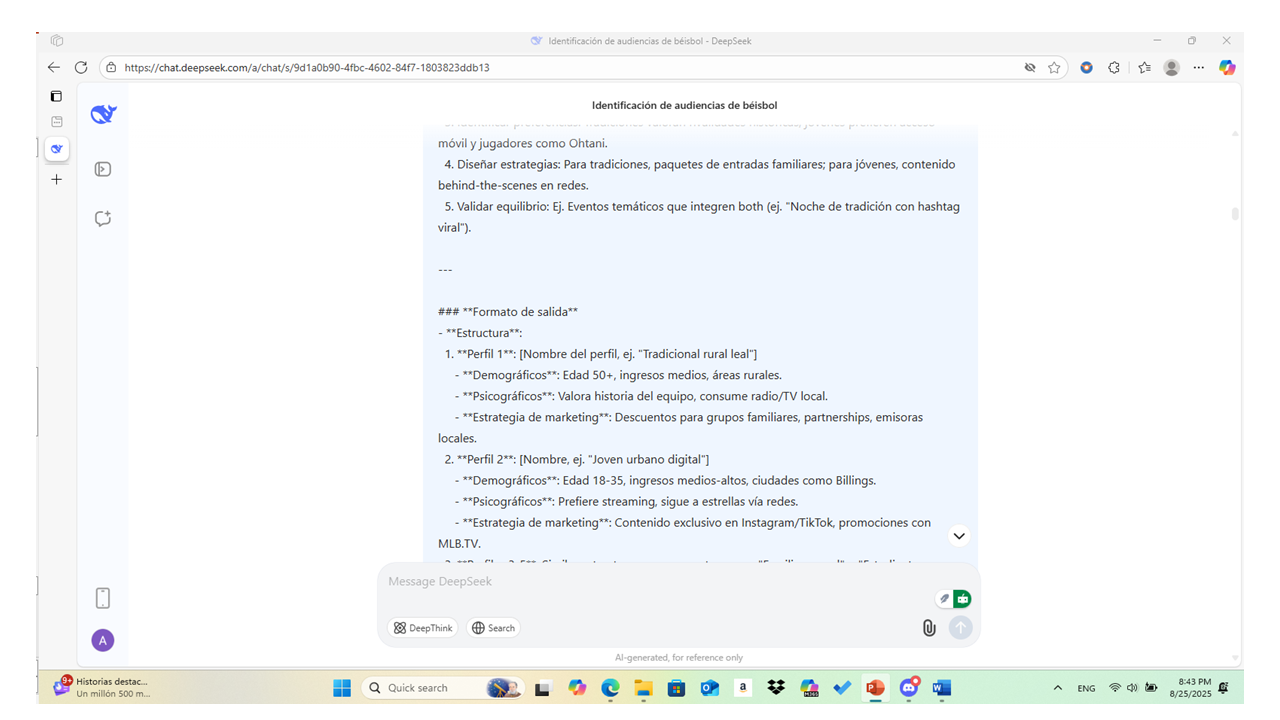 Identificación de audiencias de béisbol - DeepSeek
https://chat.deepseek.com/a/chat/s/9d1a0b90-4fbc-4602-84f7-1803823ddb13
Identificación de audiencias de béisbol
móvil y jugadores como Ohtani.
4. Diseñar estrategias: Para tradiciones, paquetes de entradas familiares; para jóvenes, contenido
behind-the-scenes en redes.
5. Validar equilibrio: Ej. Eventos temáticos que integren both (ej. "Noche de tradición con hashtag
viral").
---
### **Formato de salida**
- **Estructura**:
1. **Perfil 1**: [Nombre del perfil, ej. "Tradicional rural leal"]
- **Demográficos**: Edad 50+, ingresos medios, áreas rurales.
- **Psicográficos**: Valora historia del equipo, consume radio/TV local.
- **Estrategia de marketing**: Descuentos para grupos familiares, partnerships, emisoras
locales.
2. **Perfil 2**: [Nombre, ej. "Joven urbano digital"]
- **Demográficos**: Edad 18-35, ingresos medios-altos, ciudades como Billings.
- **Psicográficos**: Prefiere streaming, sigue a estrellas vía redes.
- **Estrategia de marketing**: Contenido exclusivo en Instagram/TikTok, promociones con
MLB.TV.
Message DeepSeek
DeepThink
Search
A
AI-generated, for reference only
Historias destac...
Un millón 500 m...
Quick search
a
M365
ENG
8:43 PM
8/25/2025